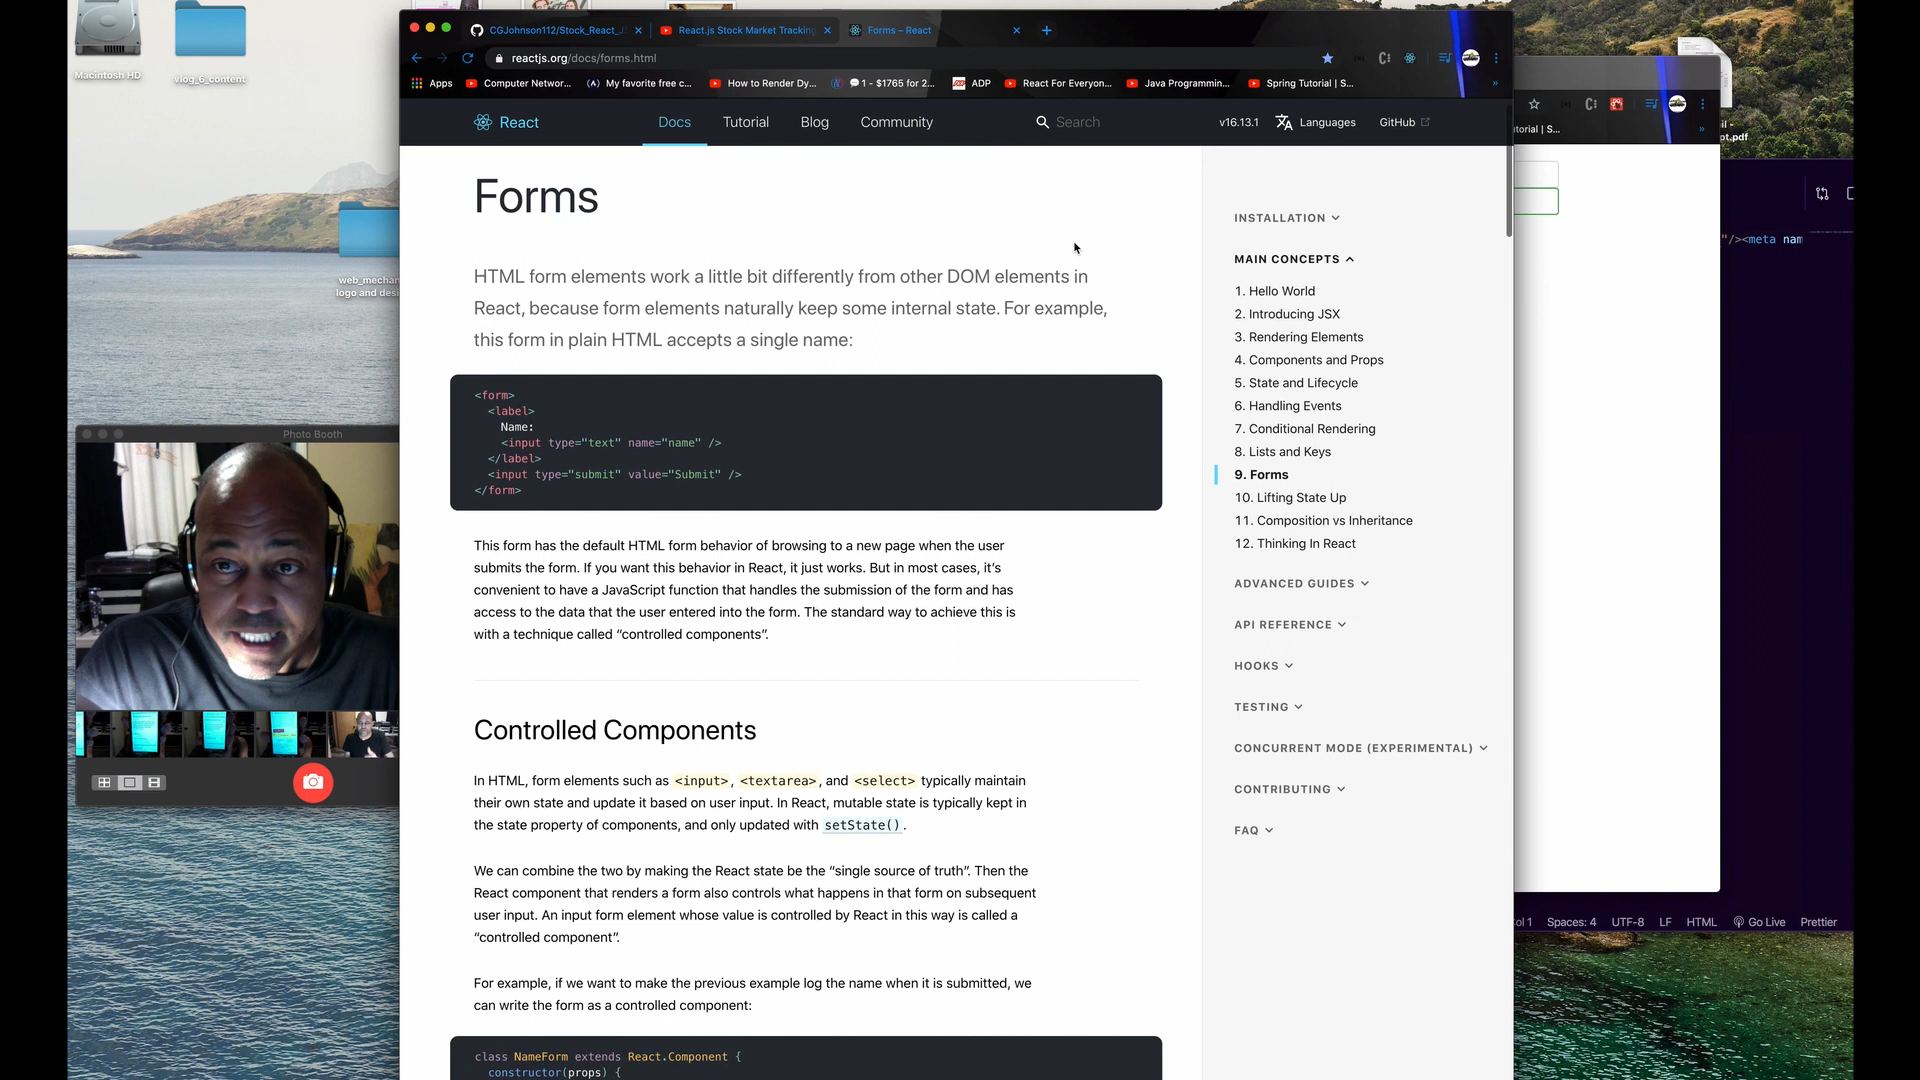 Macintosh HD
vlog_6_content
web_mechan
logo and desi
Photo Booth
CGJohnson112/Stock_React_J
React.js Stock Market Tracking
Forms – React
reactjs.org/docs/forms.html
Apps
Computer Networ...
My favorite free c...
How to Render Dy...
1 - $1765 for 2...
ADP
React For Everyon...
Java Programmin...
Spring Tutorial | S...
»
React
Docs
Tutorial
Blog
Community
Search
v16.13.1
Languages
GitHub
Forms
HTML form elements work a little bit differently from other DOM elements in
React, because form elements naturally keep some internal state. For example,
this form in plain HTML accepts a single name:
<form>
<label>
Name:
<input type="text" name="name" />
</label>
<input type="submit" value="Submit" />
</form>
This form has the default HTML form behavior of browsing to a new page when the user
submits the form. If you want this behavior in React, it just works. But in most cases, it’s
convenient to have a JavaScript function that handles the submission of the form and has
access to the data that the user entered into the form. The standard way to achieve this is
with a technique called “controlled components”.
Controlled Components
In HTML, form elements such as <input>, <textarea>, and <select> typically maintain
their own state and update it based on user input. In React, mutable state is typically kept in
the state property of components, and only updated with setState().
We can combine the two by making the React state be the “single source of truth”. Then the
React component that renders a form also controls what happens in that form on subsequent
user input. An input form element whose value is controlled by React in this way is called a
“controlled component”.
For example, if we want to make the previous example log the name when it is submitted, we
can write the form as a controlled component:
class NameForm extends React.Component {
constructor(props) {
INSTALLATION
MAIN CONCEPTS
1. Hello World
2. Introducing JSX
3. Rendering Elements
4. Components and Props
5. State and Lifecycle
6. Handling Events
7. Conditional Rendering
8. Lists and Keys
9. Forms
10. Lifting State Up
11. Composition vs Inheritance
12. Thinking In React
ADVANCED GUIDES
API REFERENCE
HOOKS
TESTING
CONCURRENT MODE (EXPERIMENTAL)
CONTRIBUTING
FAQ
il -
pt.pdf
torial | S...
»
"/><meta nam
Col 1
Spaces: 4
UTF-8
LF
HTML
Go Live
Prettier